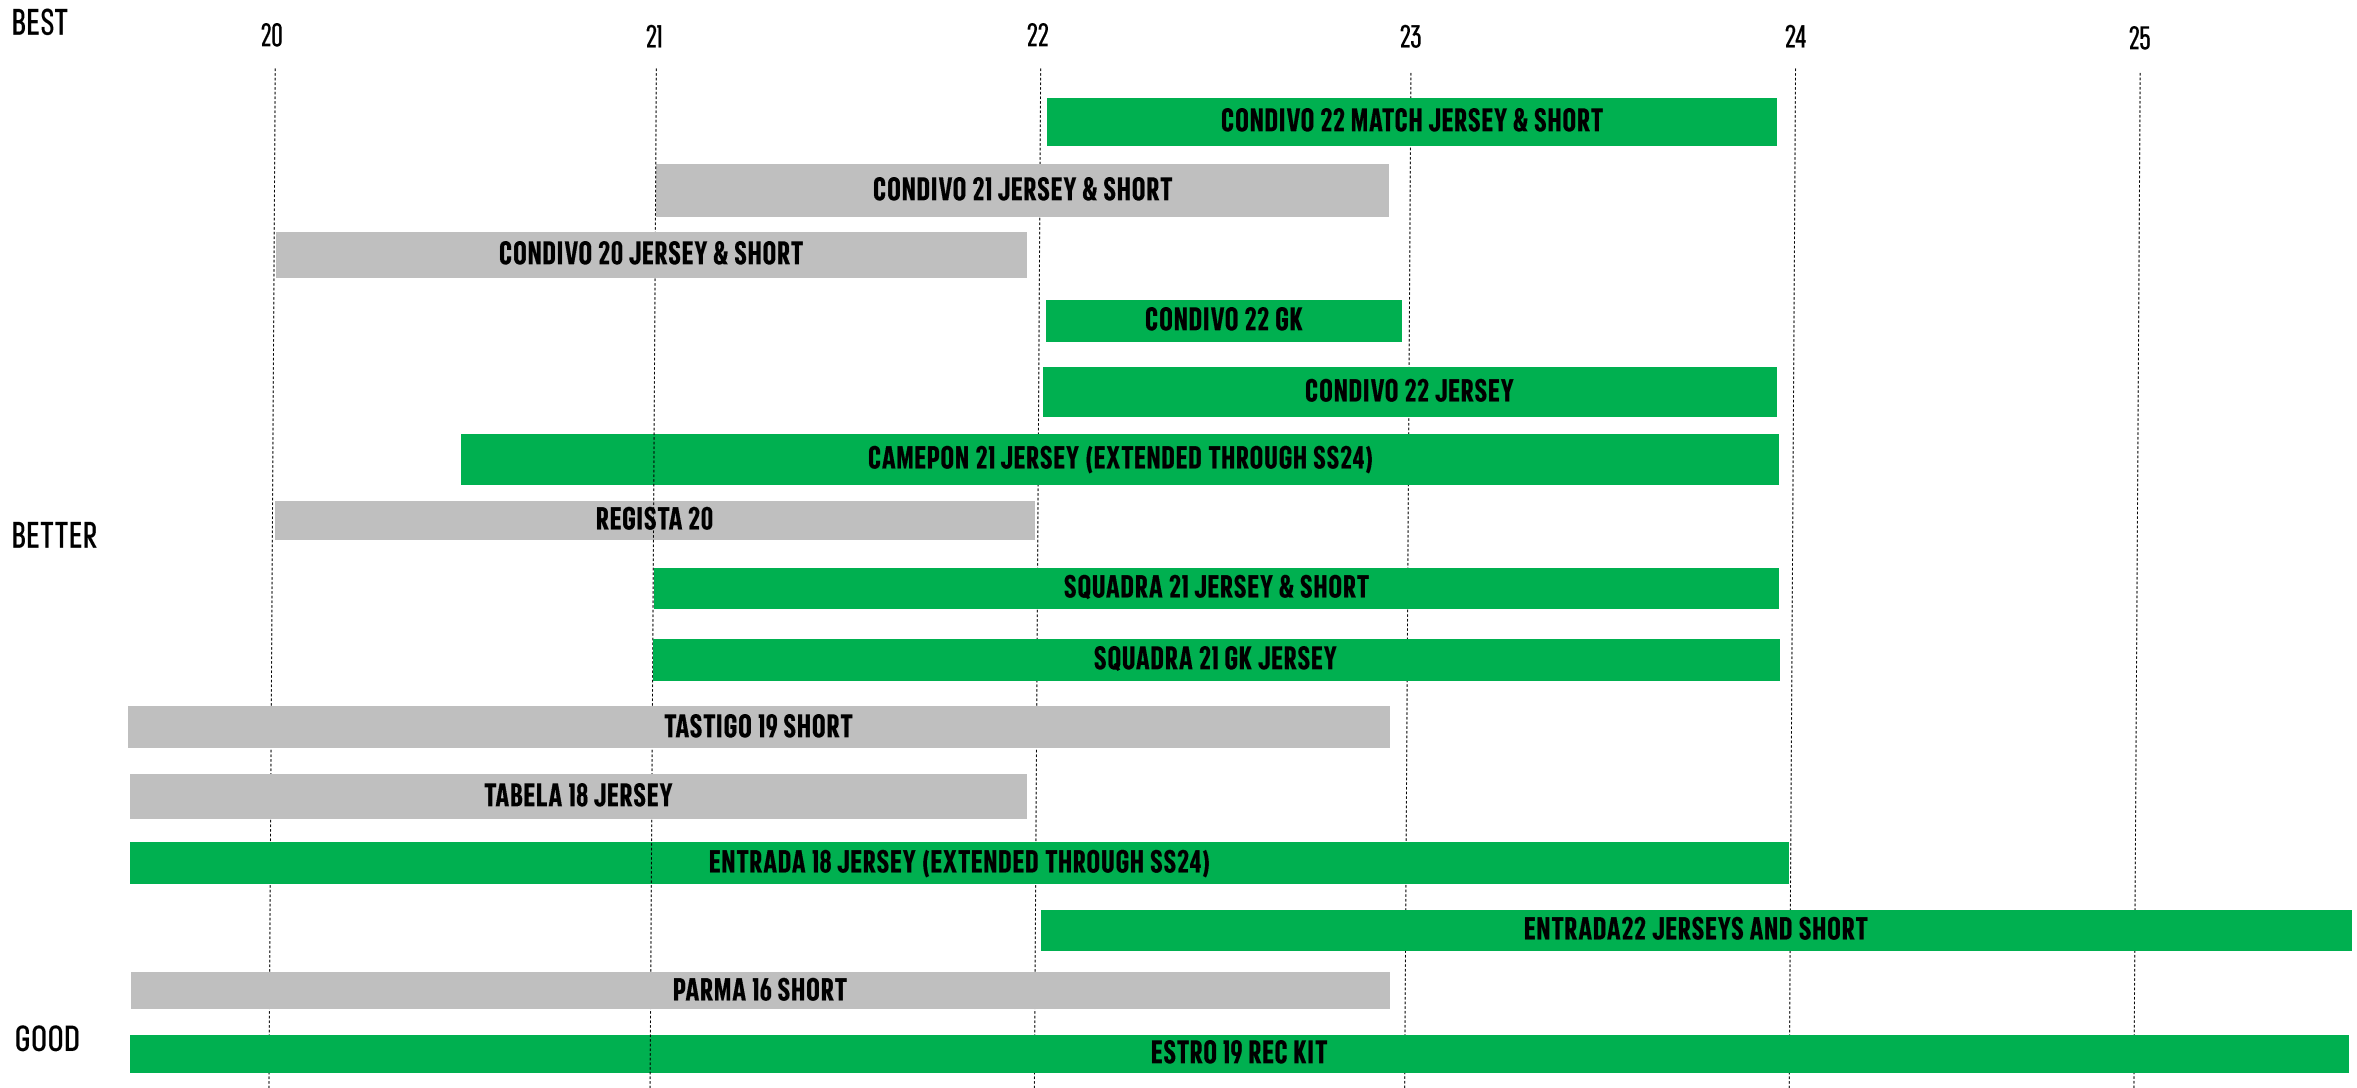 BEST
20 21 22 23 24 25
CONDIVO 22 MATCH JERSEY & SHORT
CONDIVO 21 JERSEY & SHORT
CONDIVO 20 JERSEY & SHORT
CONDIVO 22 GK
CONDIVO 22 JERSEY
CAMEPON 21 JERSEY (EXTENDED THROUGH SS24)
REGISTA 20
BETTER
SQUADRA 21 JERSEY & SHORT
SQUADRA 21 GK JERSEY
TASTIGO 19 SHORT
TABELA 18 JERSEY
ENTRADA 18 JERSEY (EXTENDED THROUGH SS24)
ENTRADA22 JERSEYS AND SHORT
PARMA 16 SHORT
GOOD
ESTRO 19 REC KIT